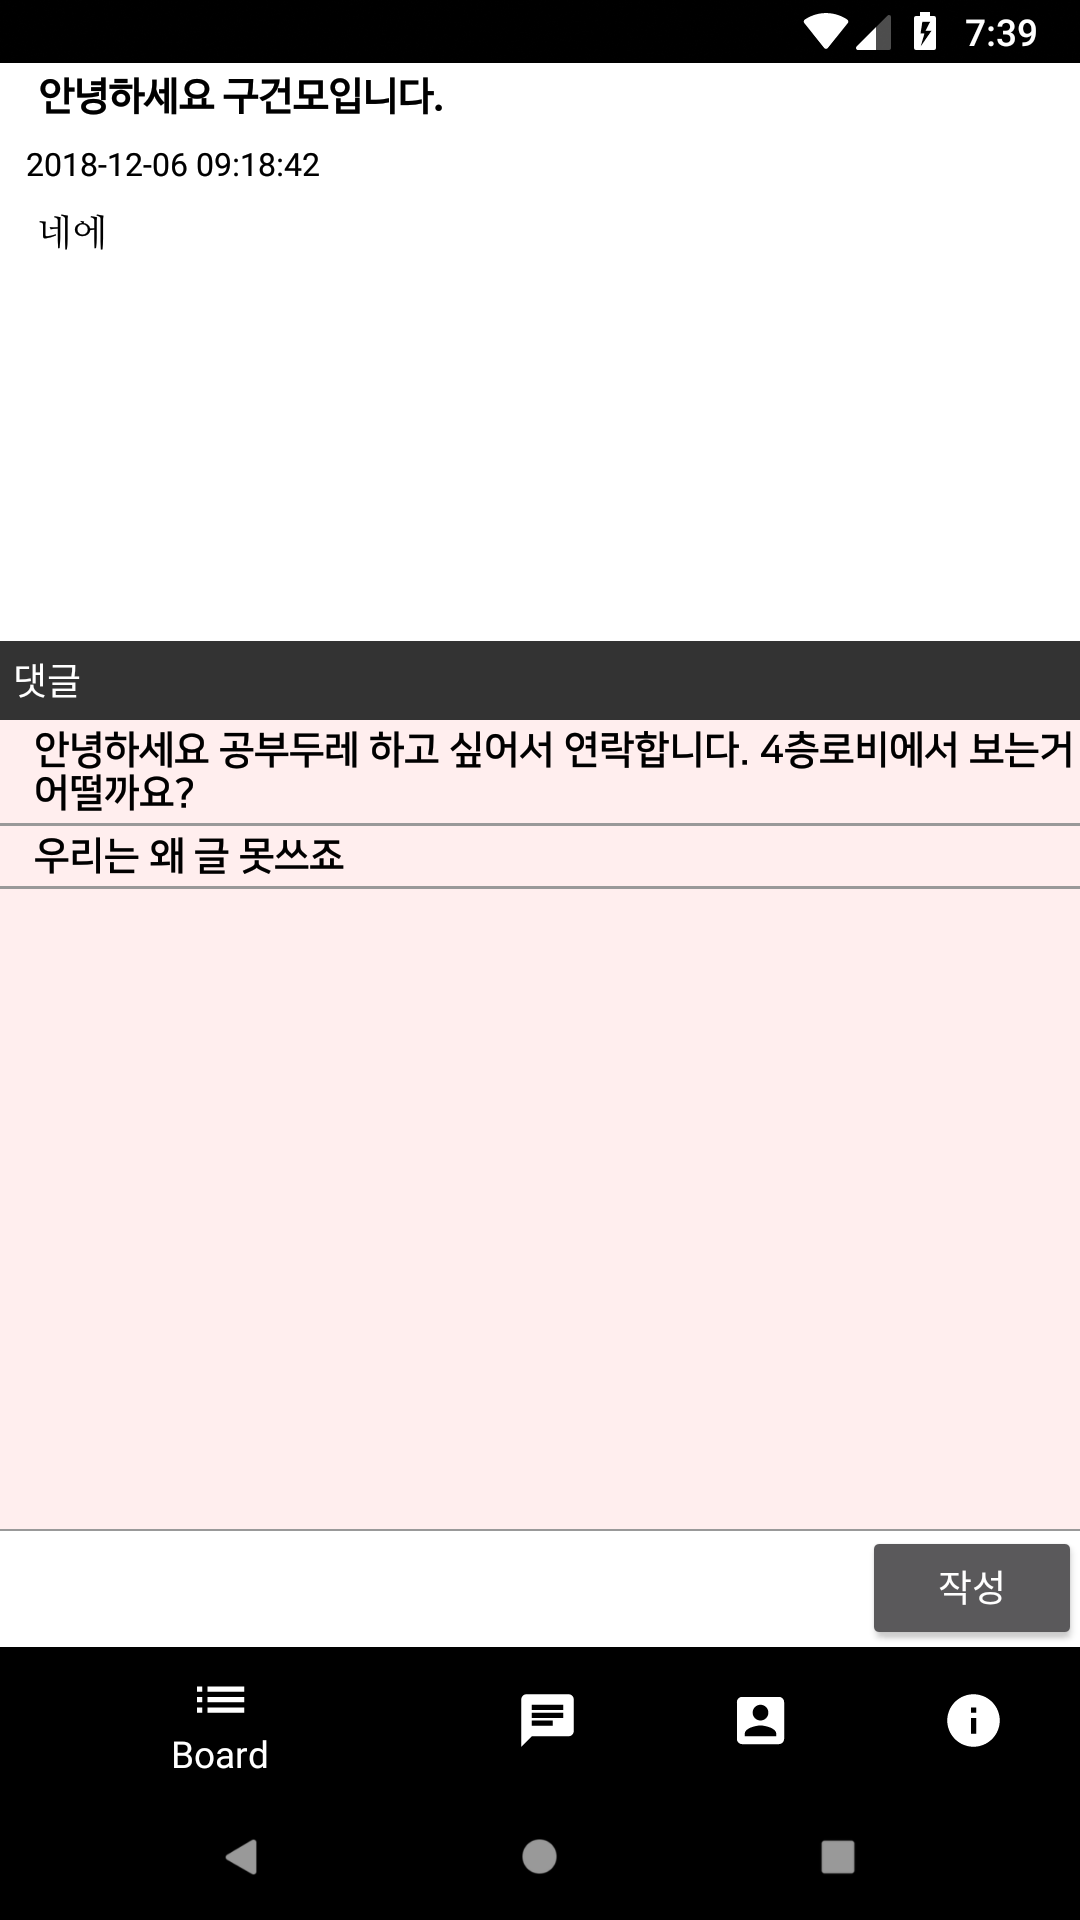 7:39
안녕하세요 구건모입니다.
2018-12-06 09:18:42
네에
댓글
안녕하세요 공부두레 하고 싶어서 연락합니다. 4층로비에서 보는거
어떨까요?
우리는 왜 글 못쓰죠
작성
Board